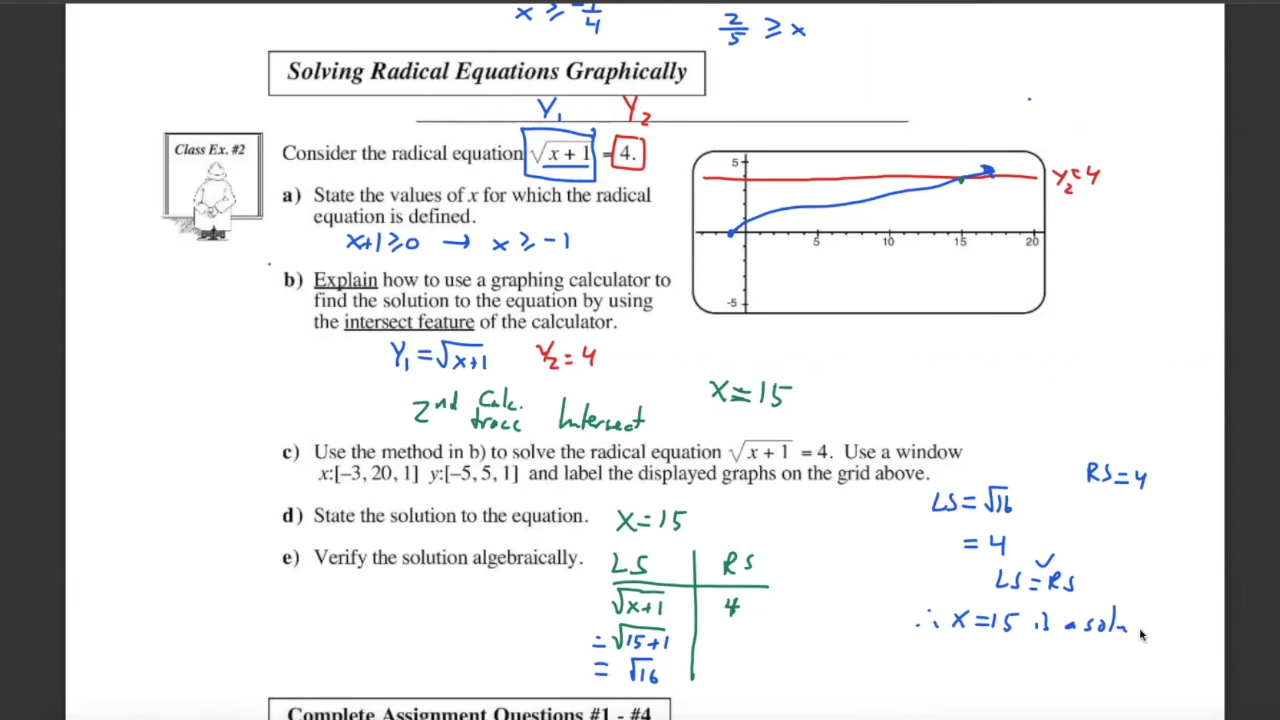 x ≥ -1/4
2/5 ≥ x
Solving Radical Equations Graphically
Y₁ Y₂
Class Ex. #2
Consider the radical equation √x + 1 = 4.
a) State the values of x for which the radical
equation is defined.
x+1≥0 → x ≥ -1
5
5 10 15 20
-5
Y₂=4
b) Explain how to use a graphing calculator to
find the solution to the equation by using
the intersect feature of the calculator.
Y₁ = √x+1 Y₂ = 4
2nd Calc. trace Intersect
X=15
c) Use the method in b) to solve the radical equation √x + 1 = 4. Use a window
x:[–3, 20, 1] y:[–5, 5, 1] and label the displayed graphs on the grid above.
d) State the solution to the equation. X=15
e) Verify the solution algebraically.
LS RS
√x+1 4
= √15+1
= √16
RS=4
LS=√16
= 4
LS=RS
∴ x=15 is a soln
Complete Assignment Questions #1 - #4